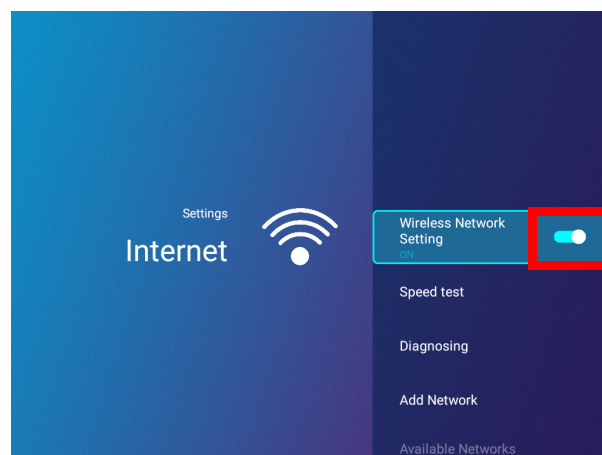 Settings
Internet
Wireless Network
Setting
ON
Speed test
Diagnosing
Add Network
Available Networks